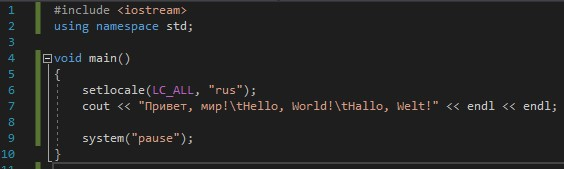 1 #include <iostream>
2 using namespace std;
3
4 void main()
5 {
6 setlocale(LC_ALL, "rus");
7 cout << "Привет, мир!\tHello, World!\tHallo, Welt!" << endl << endl;
8
9 system("pause");
10 }
11